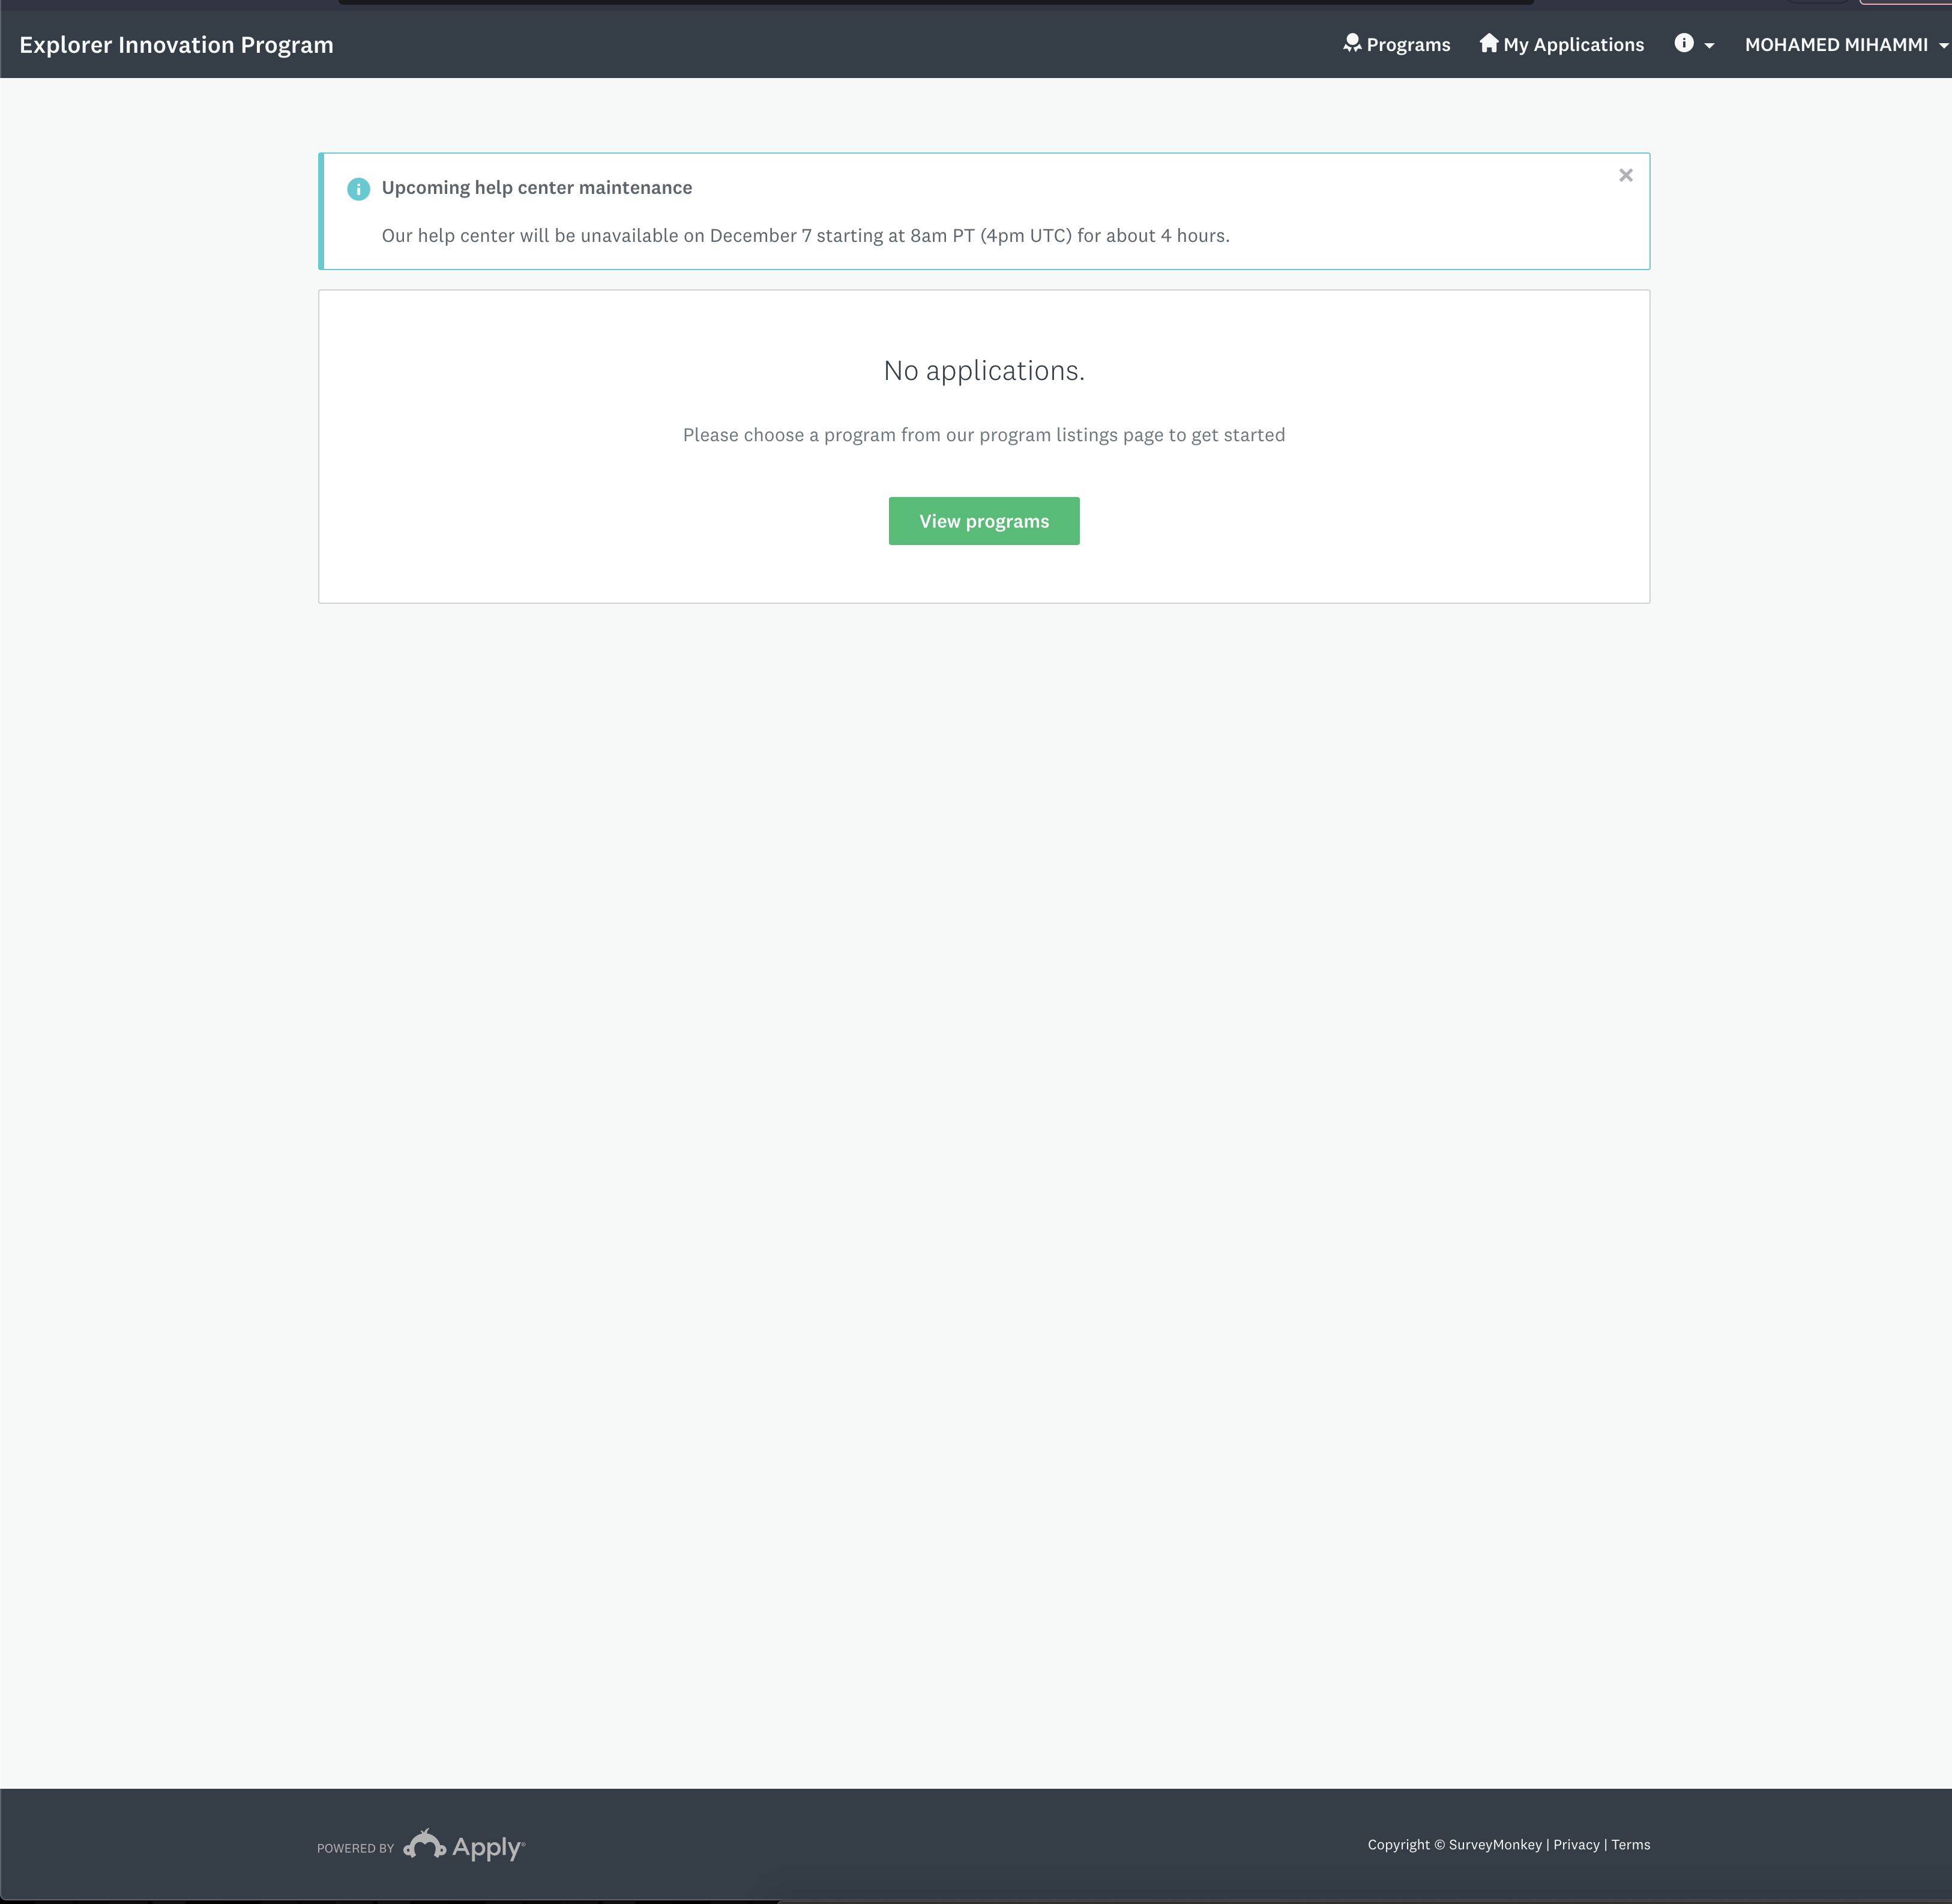 Explorer Innovation Program
Programs
My Applications
MOHAMED MIHAMMI
Upcoming help center maintenance
Our help center will be unavailable on December 7 starting at 8am PT (4pm UTC) for about 4 hours.
No applications.
Please choose a program from our program listings page to get started
View programs
POWERED BY Apply®
Copyright © SurveyMonkey | Privacy | Terms